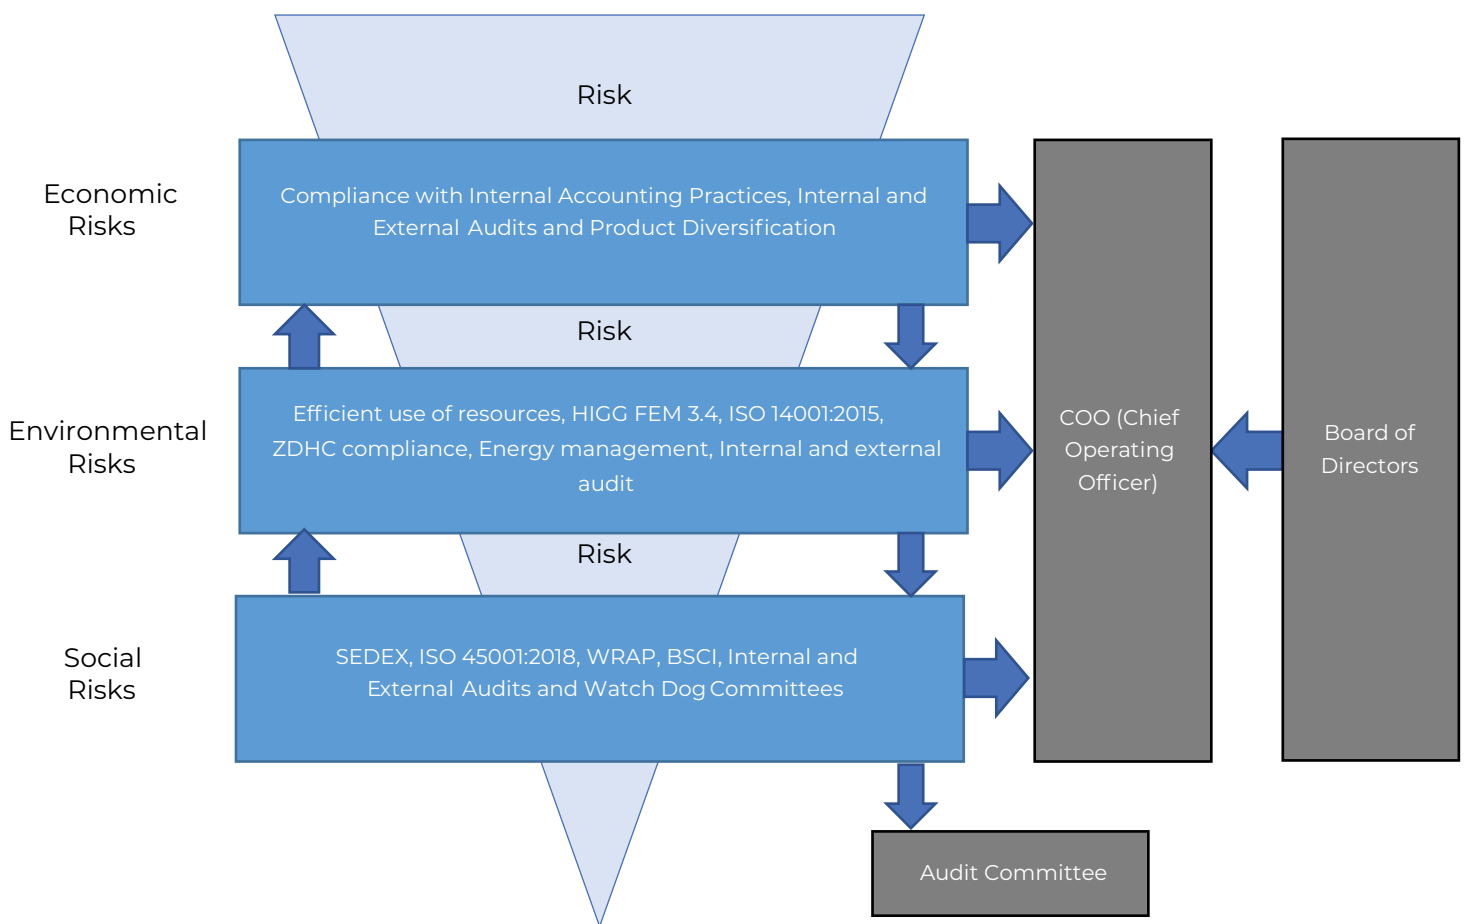 Risk
Economic
Risks
Compliance with Internal Accounting Practices, Internal and
External Audits and Product Diversification
Risk
Environmental
Risks
Efficient use of resources, HIGG FEM 3.4, ISO 14001:2015,
ZDHC compliance, Energy management, Internal and external
audit
COO (Chief
Operating
Officer)
Board of
Directors
Risk
Social
Risks
SEDEX, ISO 45001:2018, WRAP, BSCI, Internal and
External Audits and Watch Dog Committees
Audit Committee